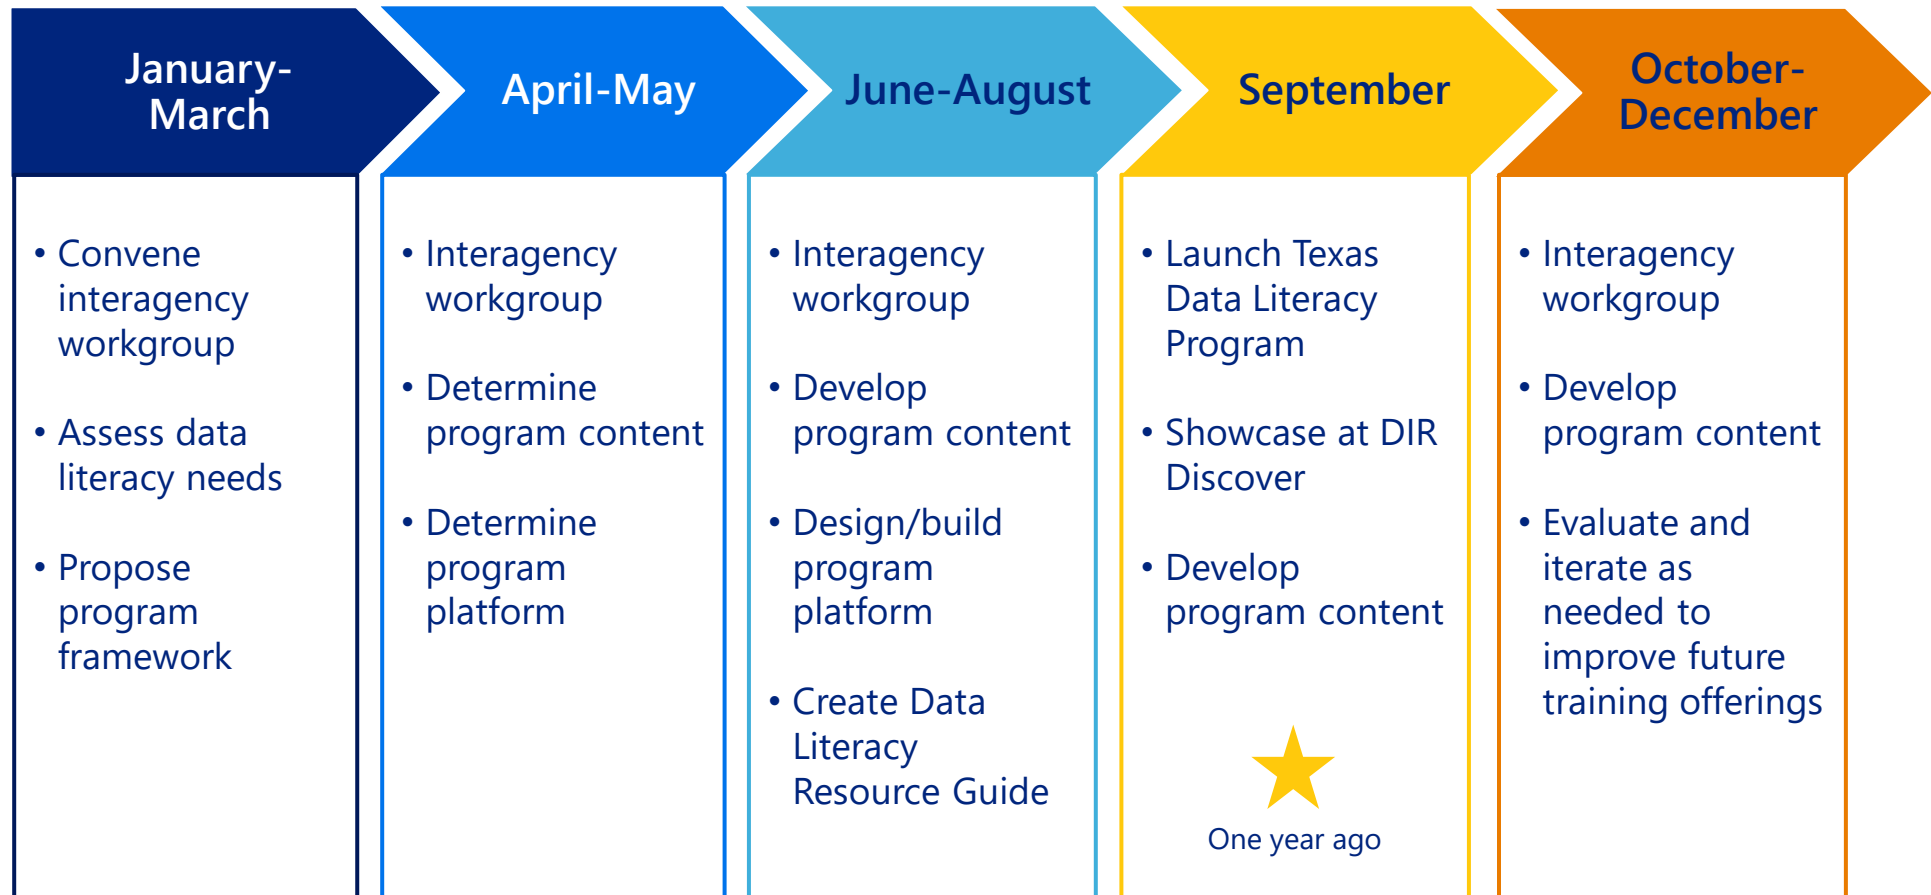 January-
March
• Convene
interagency
workgroup
• Assess data
literacy needs
• Propose
program
framework
April-May
• Interagency
workgroup
• Determine
program content
• Determine
program
platform
June-August
• Interagency
workgroup
• Develop
program content
• Design/build
program
platform
• Create Data
Literacy
Resource Guide
September
• Launch Texas
Data Literacy
Program
• Showcase at DIR
Discover
• Develop
program content
One year ago
October-
December
• Interagency
workgroup
• Develop
program content
• Evaluate and
iterate as
needed to
improve future
training offerings